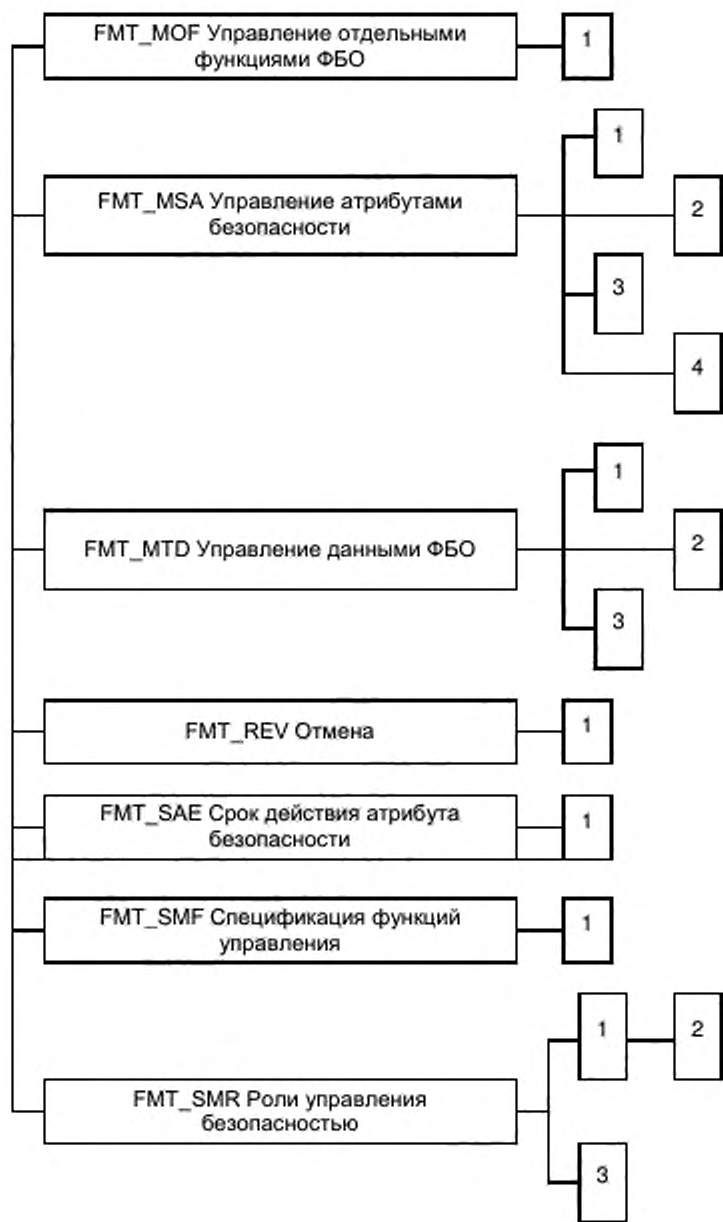 FMT_MOF Управление отдельными
функциями ФБО
1
1
FMT_MSA Управление атрибутами
безопасности
2
3
4
1
FMT_MTD Управление данными ФБО
2
3
FMT_REV Отмена
1
FMT_SAE Срок действия атрибута
безопасности
1
FMT_SMF Спецификация функций
управления
1
1
2
FMT_SMR Роли управления
безопасностью
3